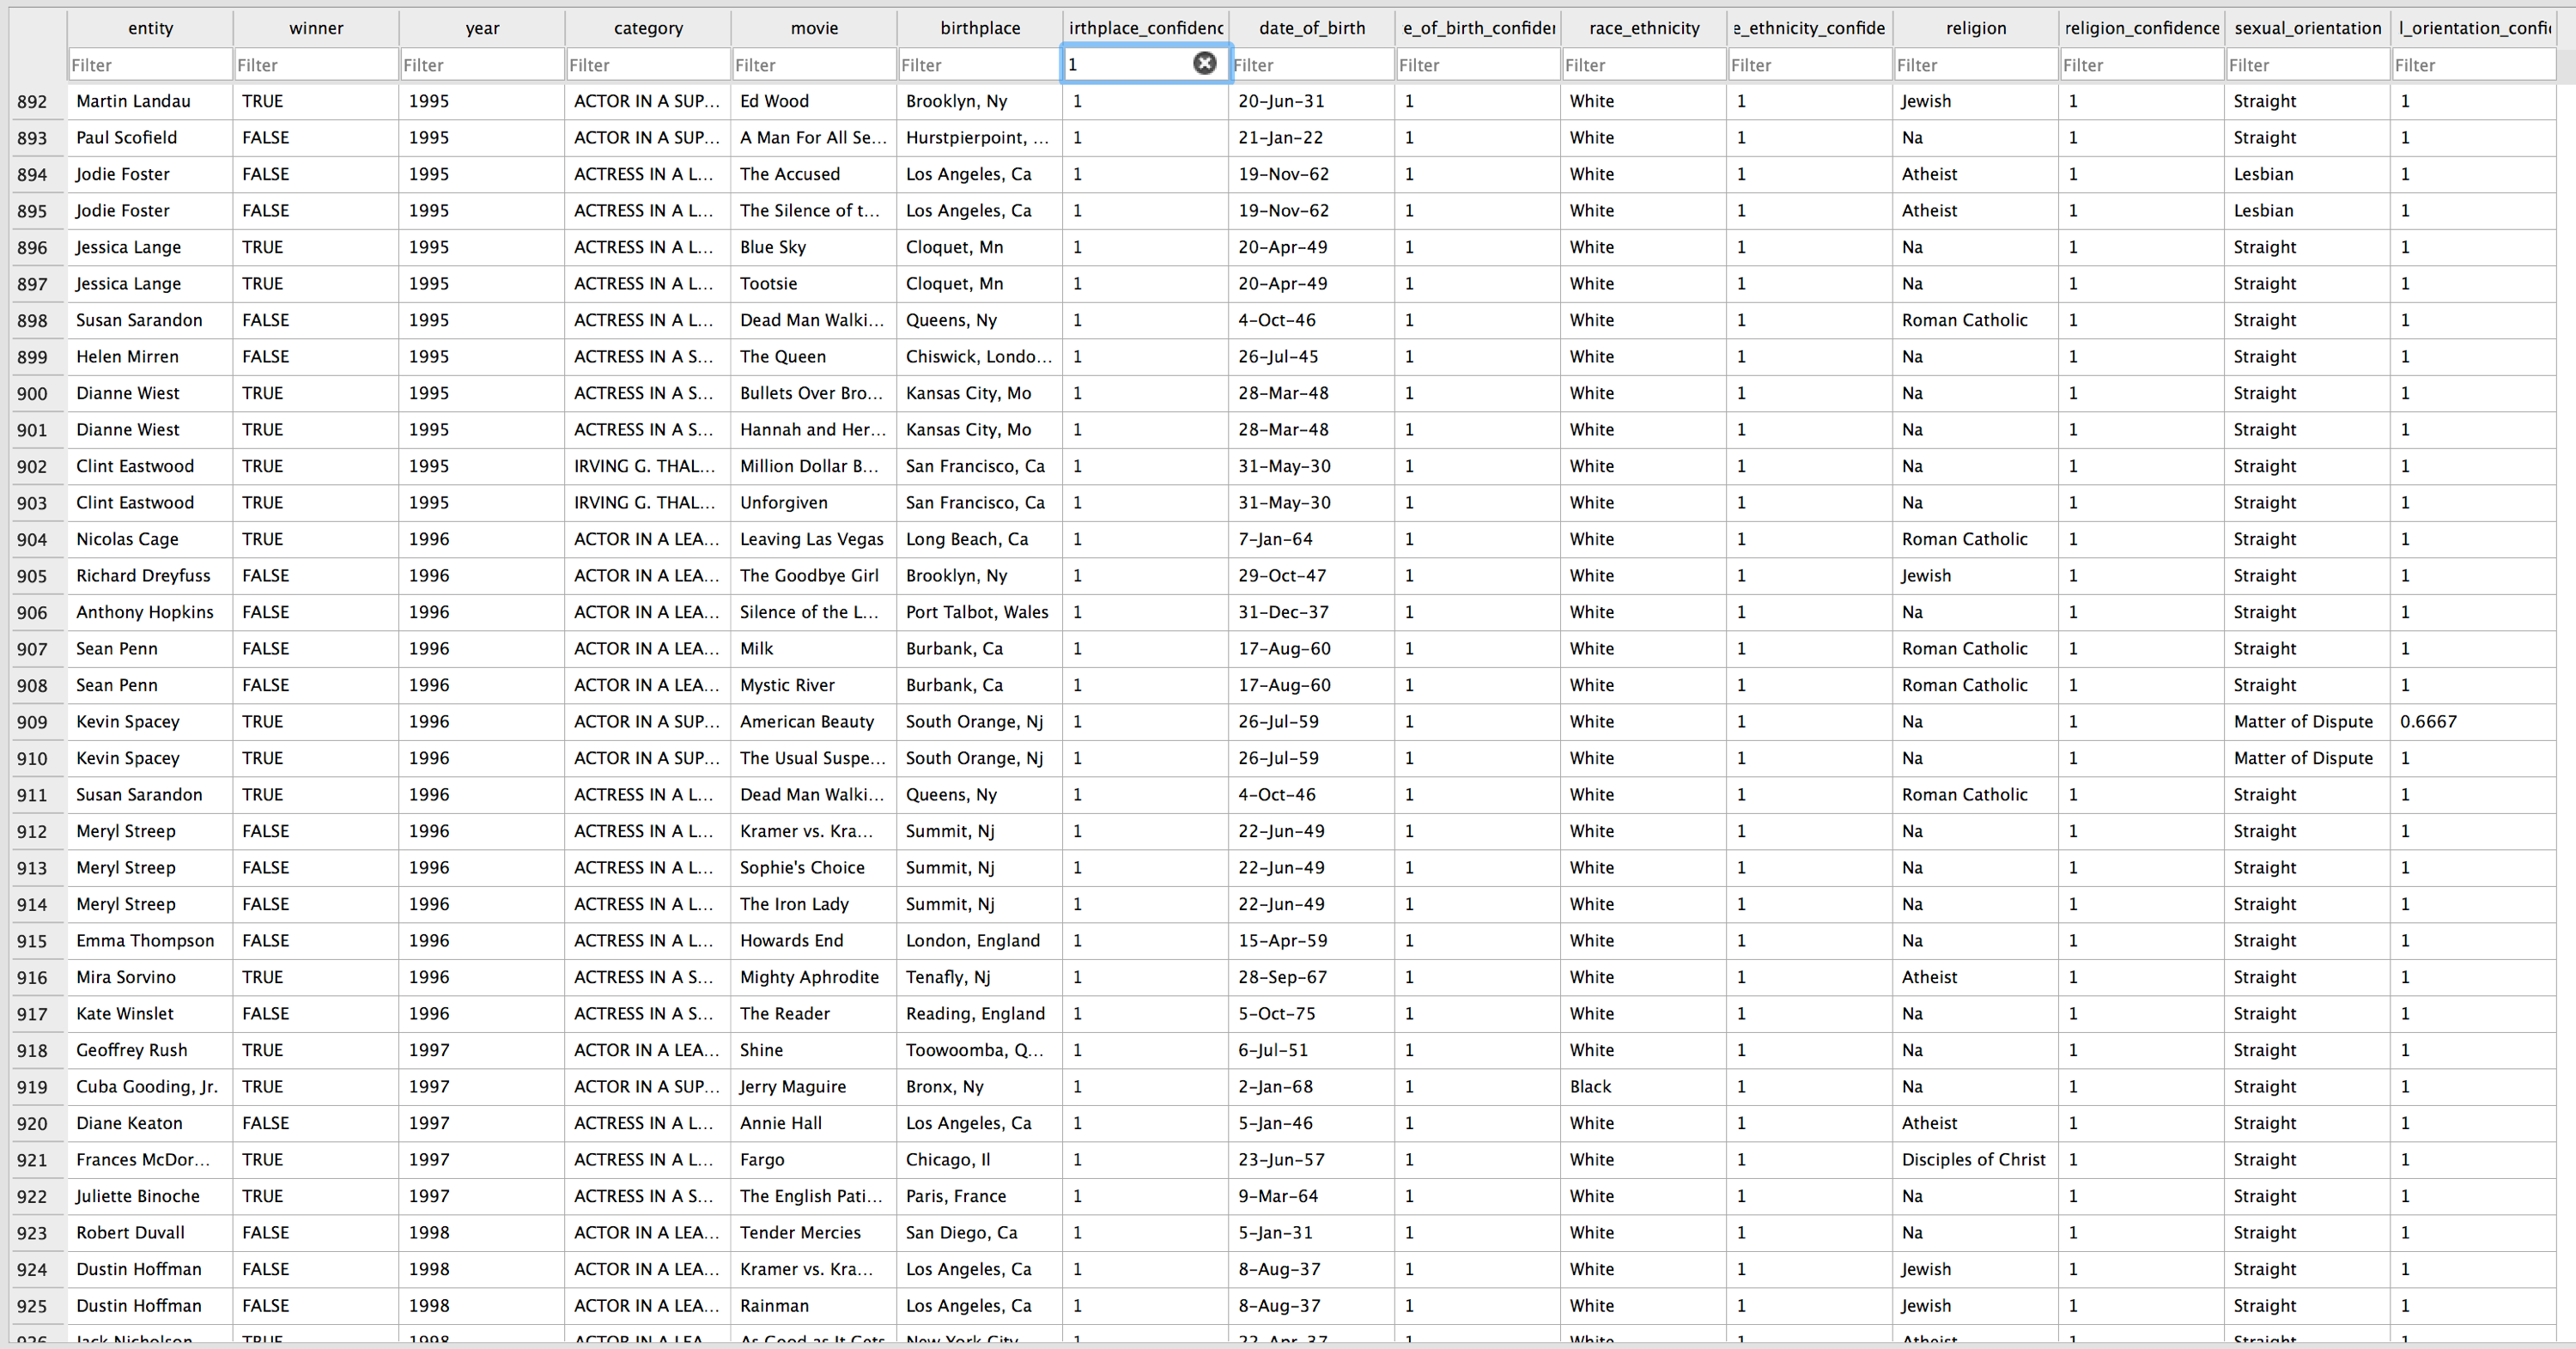 entity winner year category movie birthplace irthplace_confidenc date_of_birth e_of_birth_confider race_ethnicity e_ethnicity_confide religion religion_confidence sexual_orientation l_orientation_confi
Filter Filter Filter Filter Filter Filter 1 Filter Filter Filter Filter Filter Filter Filter Filter
892 Martin Landau TRUE 1995 ACTOR IN A SUP... Ed Wood Brooklyn, Ny 1 20-Jun-31 1 White 1 Jewish 1 Straight 1
893 Paul Scofield FALSE 1995 ACTOR IN A SUP... A Man For All Se... Hurstpierpoint, ... 1 21-Jan-22 1 White 1 Na 1 Straight 1
894 Jodie Foster FALSE 1995 ACTRESS IN A L... The Accused Los Angeles, Ca 1 19-Nov-62 1 White 1 Atheist 1 Lesbian 1
895 Jodie Foster FALSE 1995 ACTRESS IN A L... The Silence of t... Los Angeles, Ca 1 19-Nov-62 1 White 1 Atheist 1 Lesbian 1
896 Jessica Lange TRUE 1995 ACTRESS IN A L... Blue Sky Cloquet, Mn 1 20-Apr-49 1 White 1 Na 1 Straight 1
897 Jessica Lange TRUE 1995 ACTRESS IN A L... Tootsie Cloquet, Mn 1 20-Apr-49 1 White 1 Na 1 Straight 1
898 Susan Sarandon FALSE 1995 ACTRESS IN A L... Dead Man Walki... Queens, Ny 1 4-Oct-46 1 White 1 Roman Catholic 1 Straight 1
899 Helen Mirren FALSE 1995 ACTRESS IN A S... The Queen Chiswick, Londo... 1 26-Jul-45 1 White 1 Na 1 Straight 1
900 Dianne Wiest TRUE 1995 ACTRESS IN A S... Bullets Over Bro... Kansas City, Mo 1 28-Mar-48 1 White 1 Na 1 Straight 1
901 Dianne Wiest TRUE 1995 ACTRESS IN A S... Hannah and Her... Kansas City, Mo 1 28-Mar-48 1 White 1 Na 1 Straight 1
902 Clint Eastwood TRUE 1995 IRVING G. THAL... Million Dollar B... San Francisco, Ca 1 31-May-30 1 White 1 Na 1 Straight 1
903 Clint Eastwood TRUE 1995 IRVING G. THAL... Unforgiven San Francisco, Ca 1 31-May-30 1 White 1 Na 1 Straight 1
904 Nicolas Cage TRUE 1996 ACTOR IN A LEA... Leaving Las Vegas Long Beach, Ca 1 7-Jan-64 1 White 1 Roman Catholic 1 Straight 1
905 Richard Dreyfuss FALSE 1996 ACTOR IN A LEA... The Goodbye Girl Brooklyn, Ny 1 29-Oct-47 1 White 1 Jewish 1 Straight 1
906 Anthony Hopkins FALSE 1996 ACTOR IN A LEA... Silence of the L... Port Talbot, Wales 1 31-Dec-37 1 White 1 Na 1 Straight 1
907 Sean Penn FALSE 1996 ACTOR IN A LEA... Milk Burbank, Ca 1 17-Aug-60 1 White 1 Roman Catholic 1 Straight 1
908 Sean Penn FALSE 1996 ACTOR IN A LEA... Mystic River Burbank, Ca 1 17-Aug-60 1 White 1 Roman Catholic 1 Straight 1
909 Kevin Spacey TRUE 1996 ACTOR IN A SUP... American Beauty South Orange, Nj 1 26-Jul-59 1 White 1 Na 1 Matter of Dispute 0.6667
910 Kevin Spacey TRUE 1996 ACTOR IN A SUP... The Usual Suspe... South Orange, Nj 1 26-Jul-59 1 White 1 Na 1 Matter of Dispute 1
911 Susan Sarandon TRUE 1996 ACTRESS IN A L... Dead Man Walki... Queens, Ny 1 4-Oct-46 1 White 1 Roman Catholic 1 Straight 1
912 Meryl Streep FALSE 1996 ACTRESS IN A L... Kramer vs. Kra... Summit, Nj 1 22-Jun-49 1 White 1 Na 1 Straight 1
913 Meryl Streep FALSE 1996 ACTRESS IN A L... Sophie's Choice Summit, Nj 1 22-Jun-49 1 White 1 Na 1 Straight 1
914 Meryl Streep FALSE 1996 ACTRESS IN A L... The Iron Lady Summit, Nj 1 22-Jun-49 1 White 1 Na 1 Straight 1
915 Emma Thompson FALSE 1996 ACTRESS IN A L... Howards End London, England 1 15-Apr-59 1 White 1 Na 1 Straight 1
916 Mira Sorvino TRUE 1996 ACTRESS IN A S... Mighty Aphrodite Tenafly, Nj 1 28-Sep-67 1 White 1 Atheist 1 Straight 1
917 Kate Winslet FALSE 1996 ACTRESS IN A S... The Reader Reading, England 1 5-Oct-75 1 White 1 Na 1 Straight 1
918 Geoffrey Rush TRUE 1997 ACTOR IN A LEA... Shine Toowoomba, Q... 1 6-Jul-51 1 White 1 Na 1 Straight 1
919 Cuba Gooding, Jr. TRUE 1997 ACTOR IN A SUP... Jerry Maguire Bronx, Ny 1 2-Jan-68 1 Black 1 Na 1 Straight 1
920 Diane Keaton FALSE 1997 ACTRESS IN A L... Annie Hall Los Angeles, Ca 1 5-Jan-46 1 White 1 Atheist 1 Straight 1
921 Frances McDor... TRUE 1997 ACTRESS IN A L... Fargo Chicago, Il 1 23-Jun-57 1 White 1 Disciples of Christ 1 Straight 1
922 Juliette Binoche TRUE 1997 ACTRESS IN A S... The English Pati... Paris, France 1 9-Mar-64 1 White 1 Na 1 Straight 1
923 Robert Duvall FALSE 1998 ACTOR IN A LEA... Tender Mercies San Diego, Ca 1 5-Jan-31 1 White 1 Na 1 Straight 1
924 Dustin Hoffman FALSE 1998 ACTOR IN A LEA... Kramer vs. Kra... Los Angeles, Ca 1 8-Aug-37 1 White 1 Jewish 1 Straight 1
925 Dustin Hoffman FALSE 1998 ACTOR IN A LEA... Rainman Los Angeles, Ca 1 8-Aug-37 1 White 1 Jewish 1 Straight 1
926 Jack Nicholson TRUE 1998 ACTOR IN A LEA... As Good as It Gets New York City, 1 22-Apr-37 1 White 1 Atheist 1 Straight 1